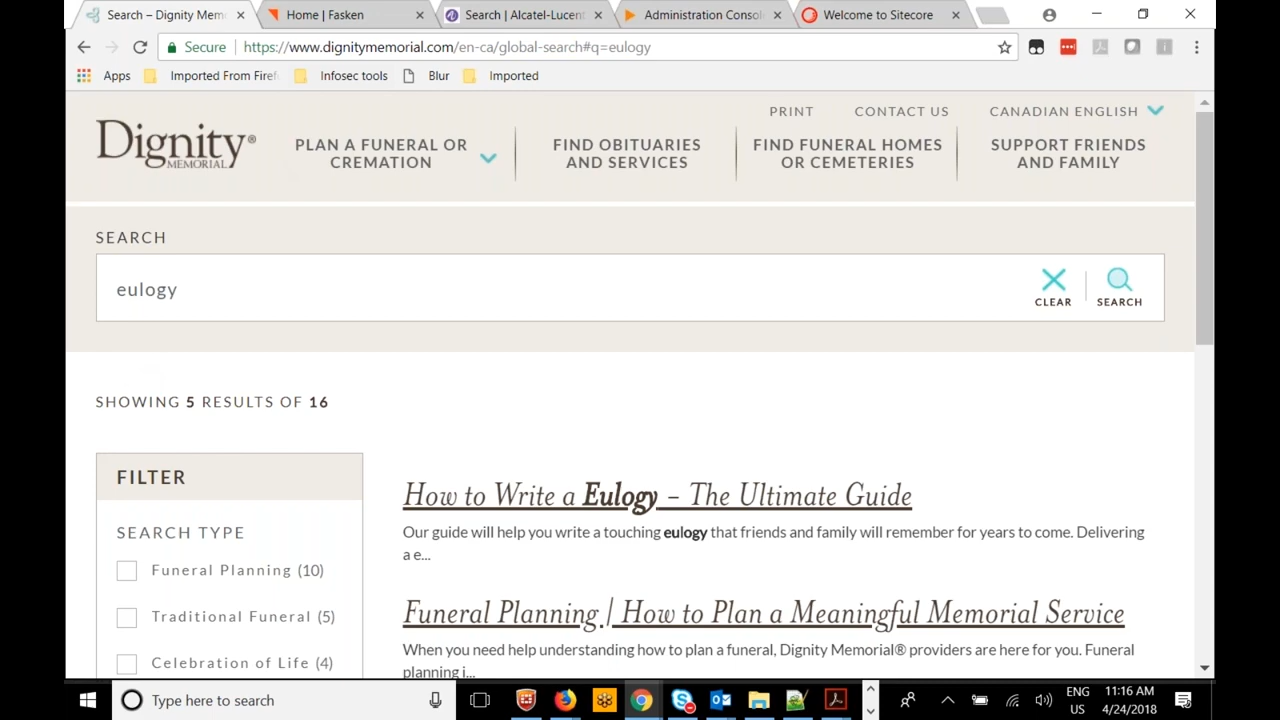 Search – Dignity Mem
Home | Fasken
Search | Alcatel-Lucent
Administration Consol
Welcome to Sitecore
Secure
https://www.dignitymemorial.com/en-ca/global-search#q=eulogy
Apps
Imported From Firef
Infosec tools
Blur
Imported
PRINT
CONTACT US
CANADIAN ENGLISH
Dignity®
MEMORIAL
PLAN A FUNERAL OR
CREMATION
FIND OBITUARIES
AND SERVICES
FIND FUNERAL HOMES
OR CEMETERIES
SUPPORT FRIENDS
AND FAMILY
SEARCH
eulogy
CLEAR
SEARCH
SHOWING 5 RESULTS OF 16
FILTER
SEARCH TYPE
Funeral Planning (10)
Traditional Funeral (5)
Celebration of Life (4)
How to Write a Eulogy – The Ultimate Guide
Our guide will help you write a touching eulogy that friends and family will remember for years to come. Delivering
a e...
Funeral Planning | How to Plan a Meaningful Memorial Service
When you need help understanding how to plan a funeral, Dignity Memorial® providers are here for you. Funeral
planning i...
Type here to search
ENG
US
11:16 AM
4/24/2018